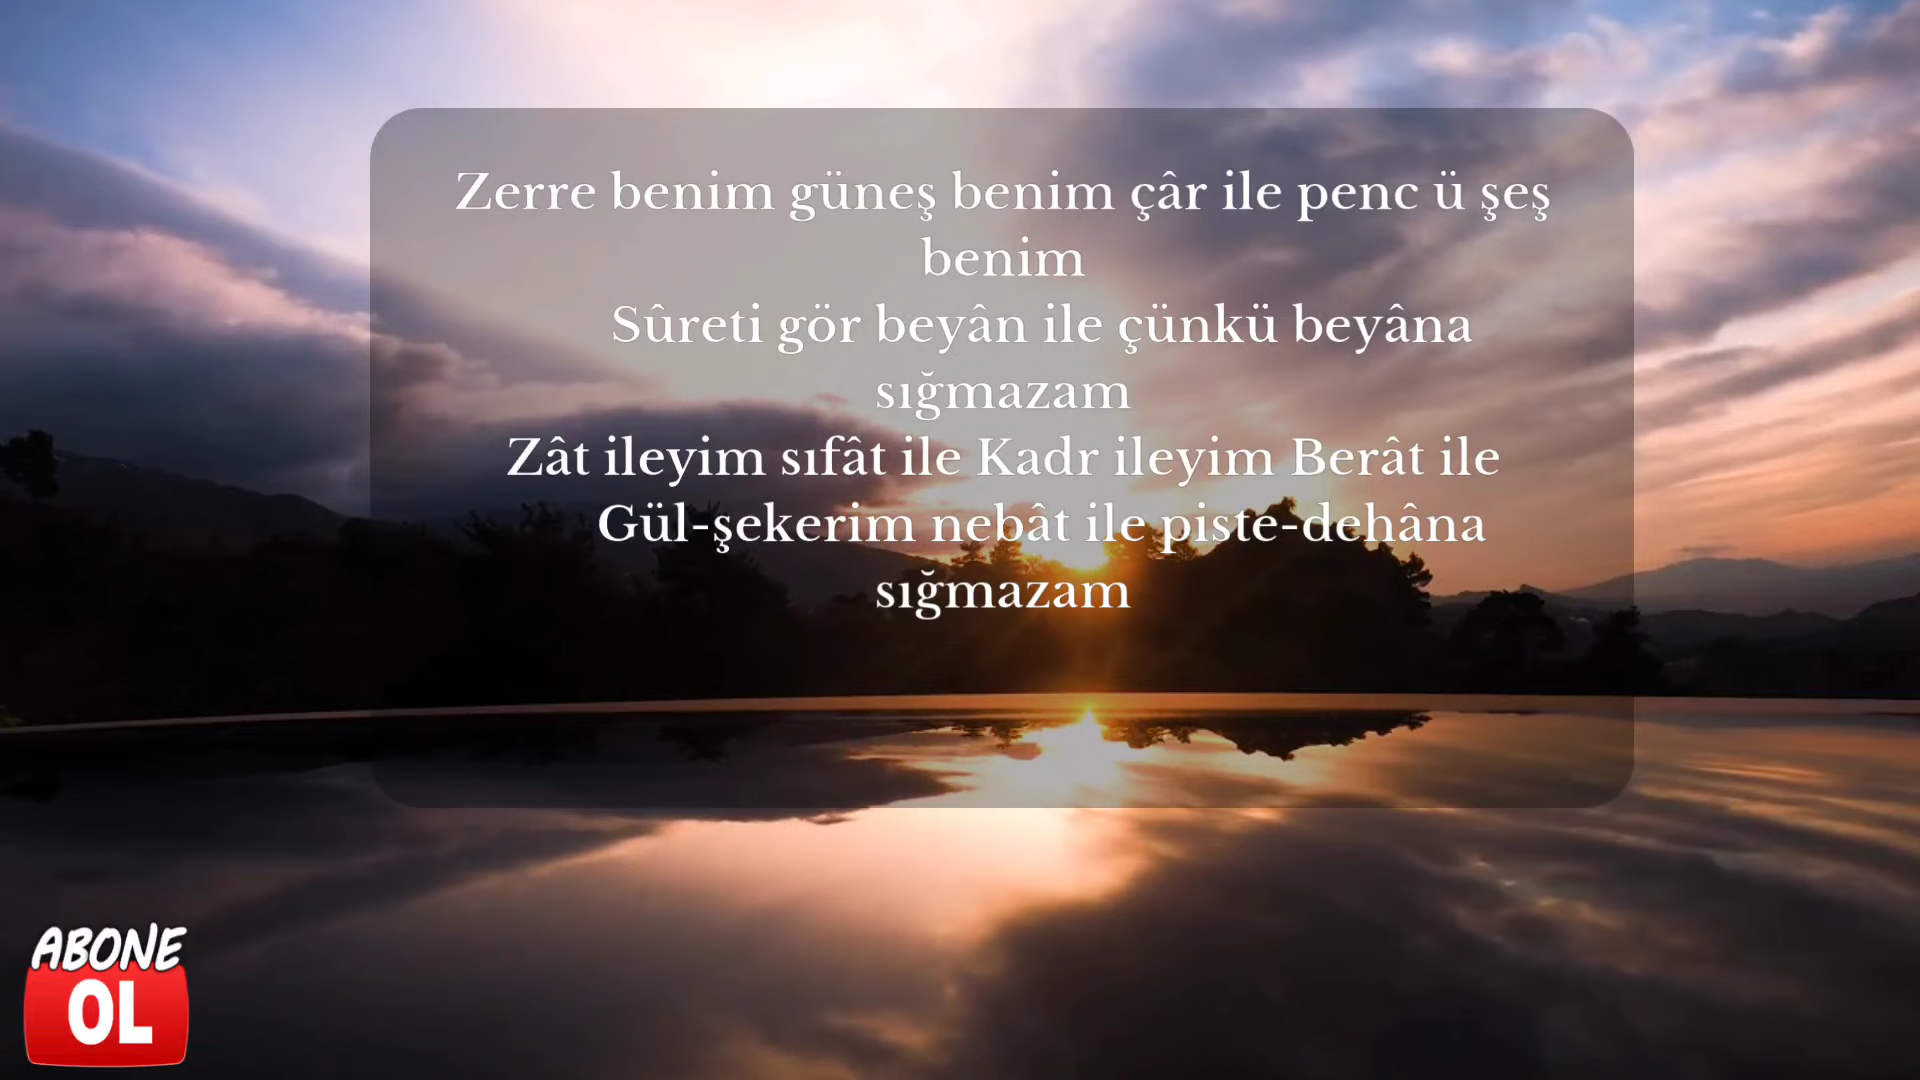 Zerre benim güneş benim çâr ile penc ü şeş
benim
Sûreti gör beyân ile çünkü beyâna
sığmazam
Zât ileyim sıfât ile Kadr ileyim Berât ile
Gül-şekerim nebât ile piste-dehâna
sığmazam
ABONE
OL